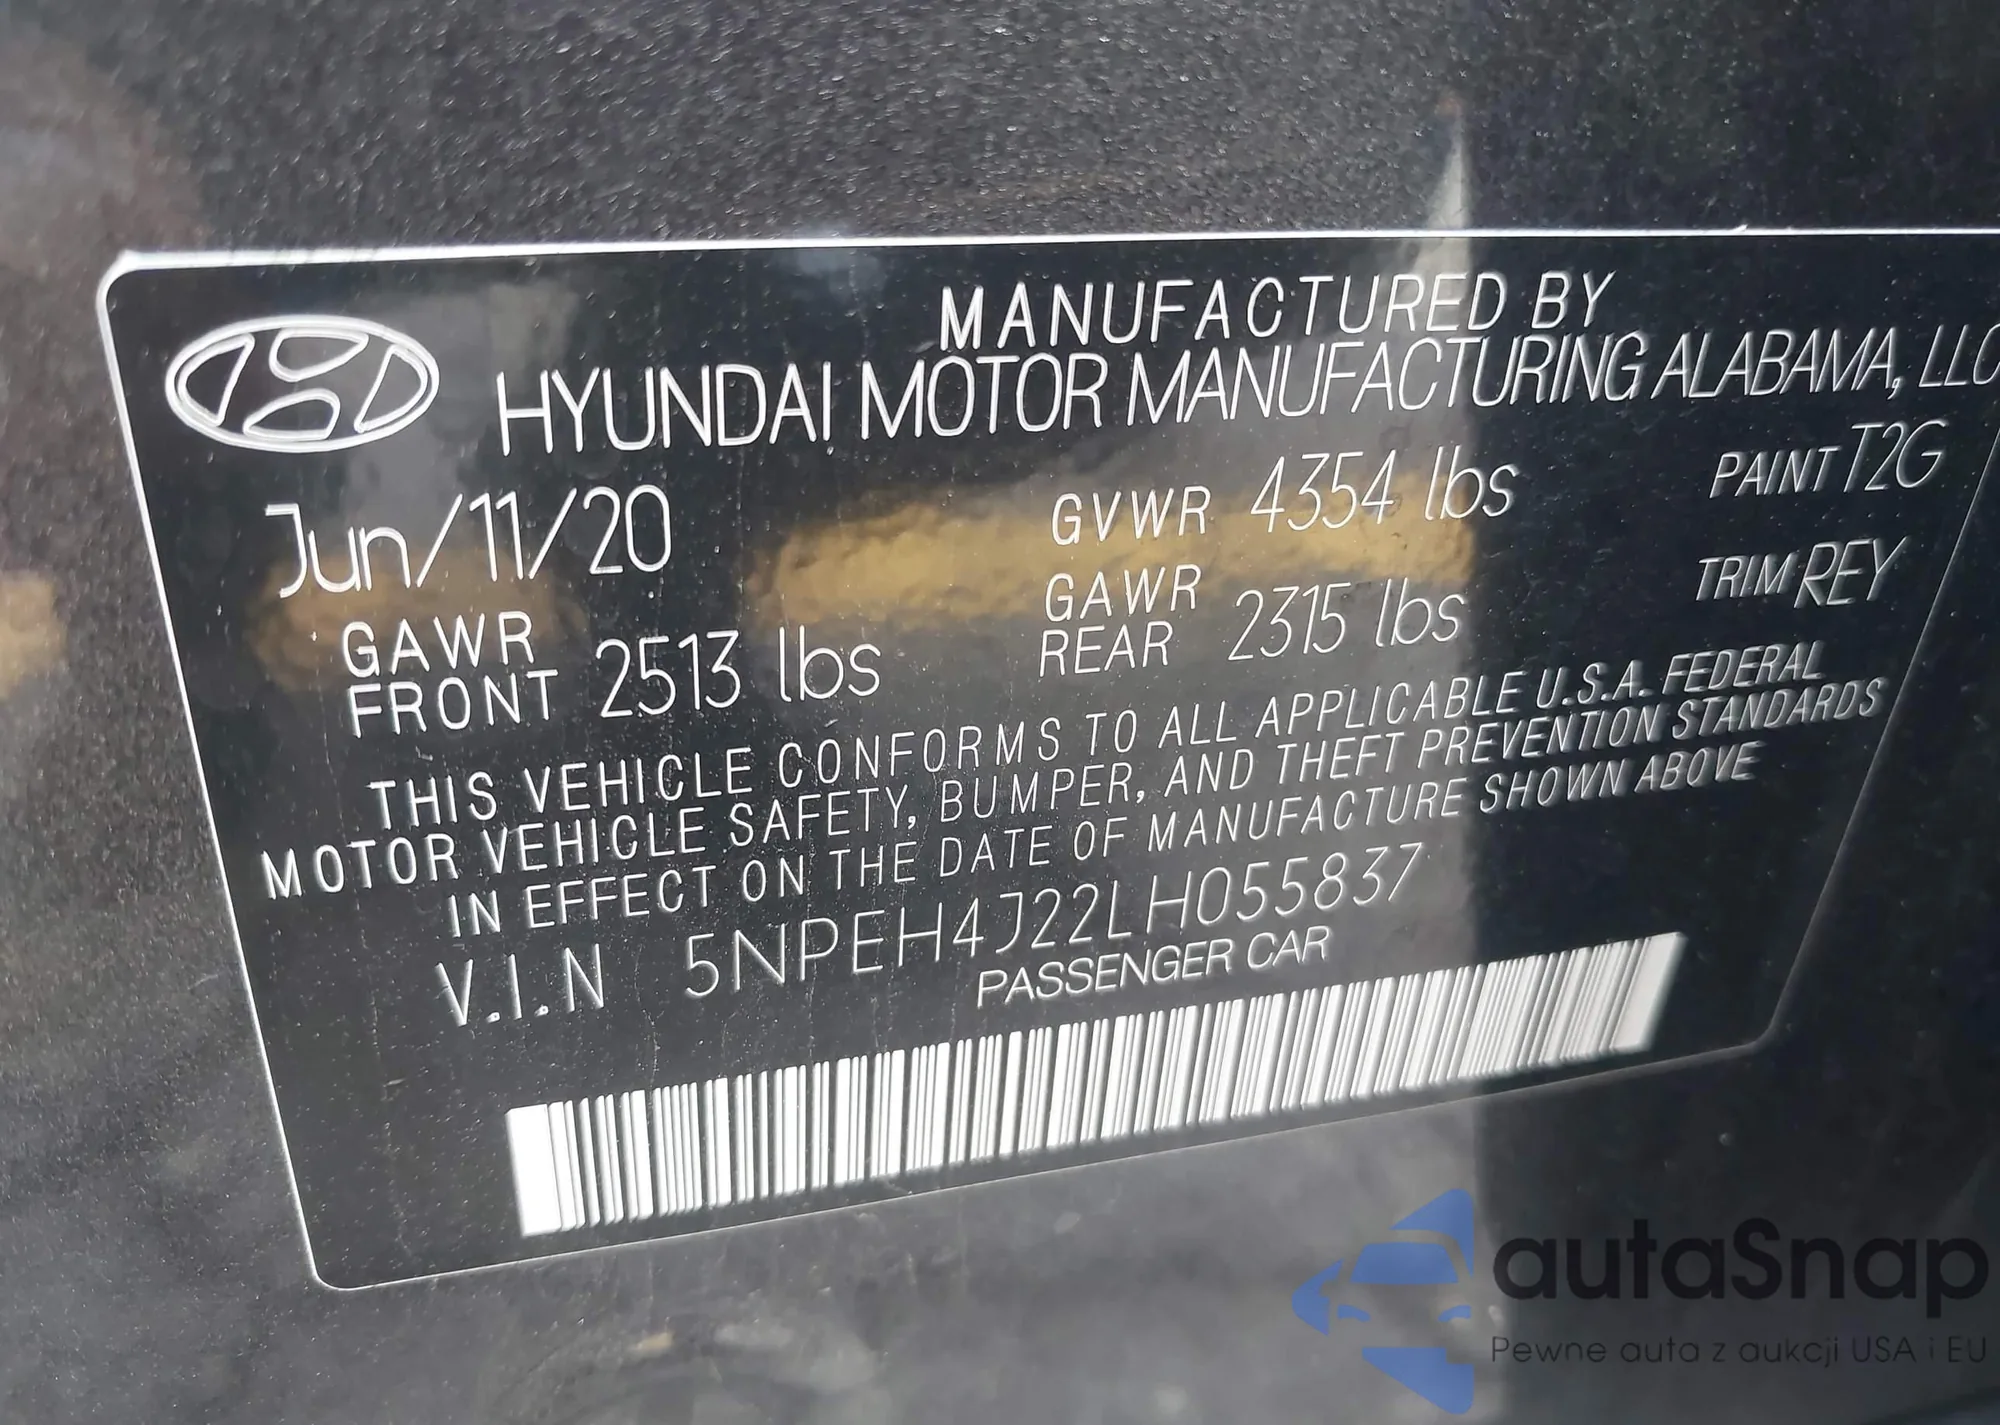 MANUFACTURED BY
HYUNDAI MOTOR MANUFACTURING ALABAMA, LLC
Jun/11/20 GVWR 4354 lbs PAINT T2G
GAWR FRONT 2513 lbs GAWR REAR 2315 lbs TRIM REY
THIS VEHICLE CONFORMS TO ALL APPLICABLE U.S.A. FEDERAL
MOTOR VEHICLE SAFETY, BUMPER, AND THEFT PREVENTION STANDARDS
IN EFFECT ON THE DATE OF MANUFACTURE SHOWN ABOVE
V.I.N 5NPEH4J22LH055837
PASSENGER CAR
autaSnap
Pewne auta z aukcji USA i EU